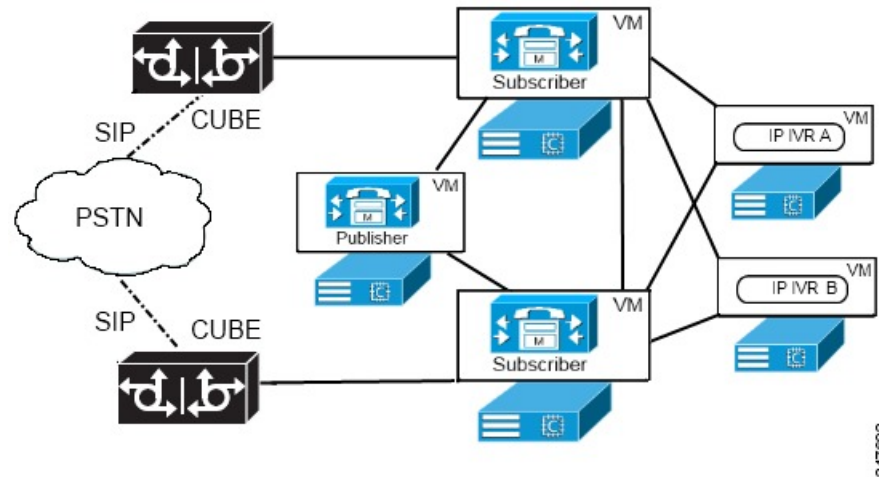 VM
M
Subscriber
SIP
CUBE
VM
IP IVR A
C
VM
M
Publisher
PSTN
C
C
VM
IP IVR B
SIP
CUBE
VM
M
Subscriber
C
C
C